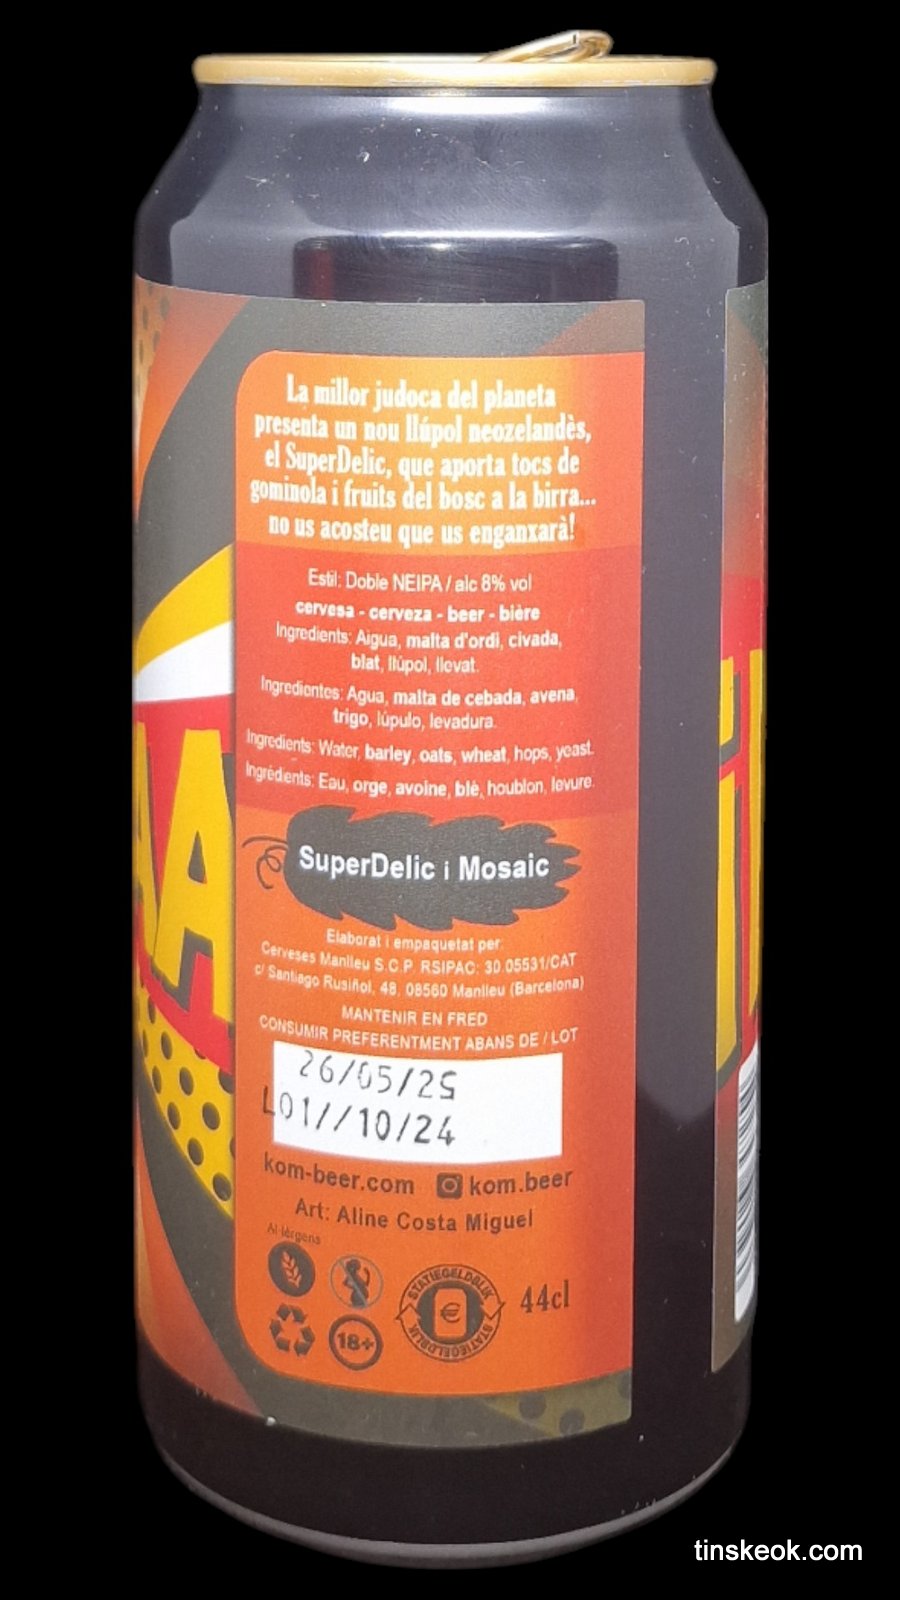 La millor judoca del planeta
presenta un nou llúpol neozelandès,
el SuperDelic, que aporta tocs de
gominola i fruits del bosc a la birra...
no us acosteu que us enganxarà!
Estil: Doble NEIPA / alc 8% vol
cervesa - cerveza - beer - bière
Ingredients: Aigua, malta d'ordi, civada,
blat, llúpol, llevat.
Ingredientes: Agua, malta de cebada, avena,
trigo, lúpulo, levadura.
Ingredients: Water, barley, oats, wheat, hops, yeast.
Ingrédients: Eau, orge, avoine, blé, houblon, levure.
AA
SuperDelic i Mosaic
Elaborat i empaquetat per:
Cerveses Manlleu S.C.P. RSIPAC: 30.05531/CAT
c/ Santiago Rusiñol, 48. 08560 Manlleu (Barcelona)
MANTENIR EN FRED
CONSUMIR PREFERENTMENT ABANS DE / LOT
26/05/25
L01//10/24
kom-beer.com kom.beer
Art: Aline Costa Miguel
Al·lèrgens
18+
STATIEGELDBLIK
STATIEGELDBLIK
€
44cl
tinskeok.com